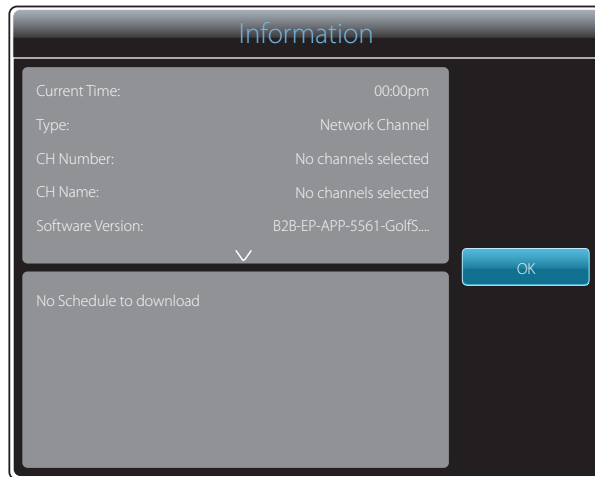 Information
Current Time: 00:00pm
Type: Network Channel
CH Number: No channels selected
CH Name: No channels selected
Software Version: B2B-EP-APP-5561-GolfS....
OK
No Schedule to download